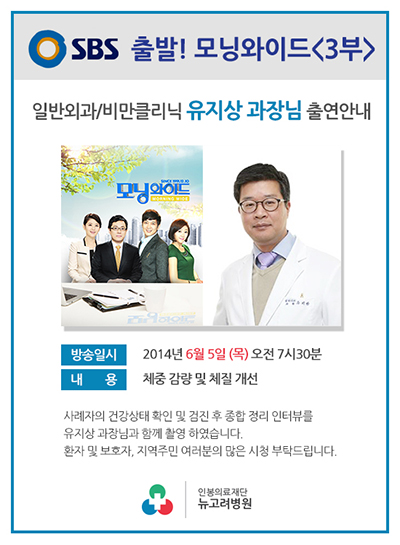 SBS 출발! 모닝와이드<3부>
일반외과/비만클리닉 유지상 과장님 출연안내
SINCE 1991.12.10
모닝와이드
MORNING WIDE
방송일시 2014년 6월 5일 (목) 오전 7시30분
내 용 체중 감량 및 체질 개선
사례자의 건강상태 확인 및 검진 후 종합 정리 인터뷰를
유지상 과장님과 함께 촬영 하였습니다.
환자 및 보호자, 지역주민 여러분의 많은 시청 부탁드립니다.
인봉의료재단
뉴고려병원